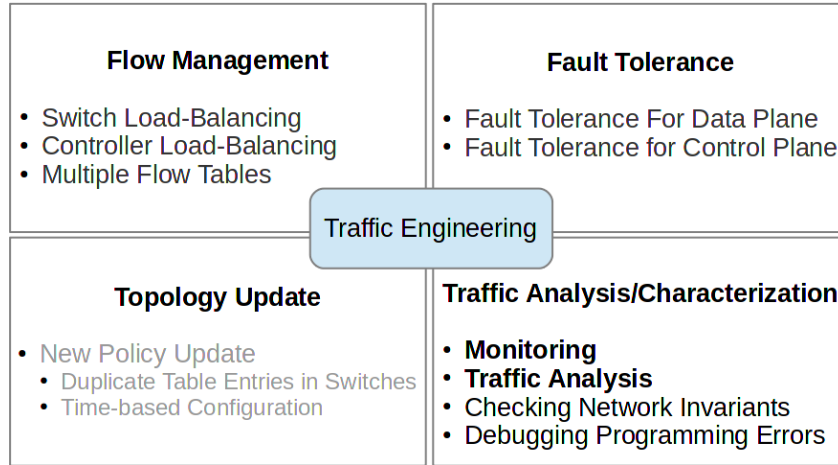 Flow Management
• Switch Load-Balancing
• Controller Load-Balancing
• Multiple Flow Tables
Fault Tolerance
• Fault Tolerance For Data Plane
• Fault Tolerance for Control Plane
Traffic Engineering
Topology Update
• New Policy Update
• Duplicate Table Entries in Switches
• Time-based Configuration
Traffic Analysis/Characterization
• Monitoring
• Traffic Analysis
• Checking Network Invariants
• Debugging Programming Errors